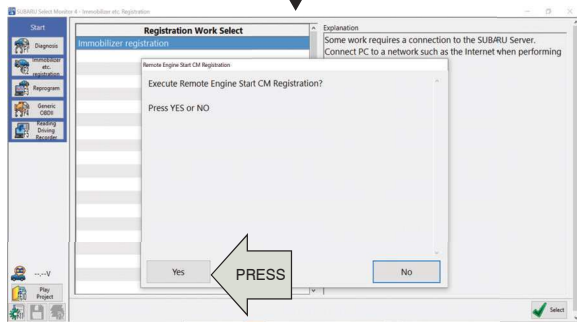 SUBARU Select Monitor 4 - Immobilizer etc. Registration
Start
Diagnosis
Immobilizer
etc.
registration
Reprogram
Generic
OBDII
Reading
Driving
Recorder
--.--V
Play
Project
Registration Work Select
Immobilizer registration
Explanation
Some work requires a connection to the SUBARU Server.
Connect PC to a network such as the Internet when performing
Remote Engine Start CM Registration
Execute Remote Engine Start CM Registration?
Press YES or NO
Yes
PRESS
No
Select